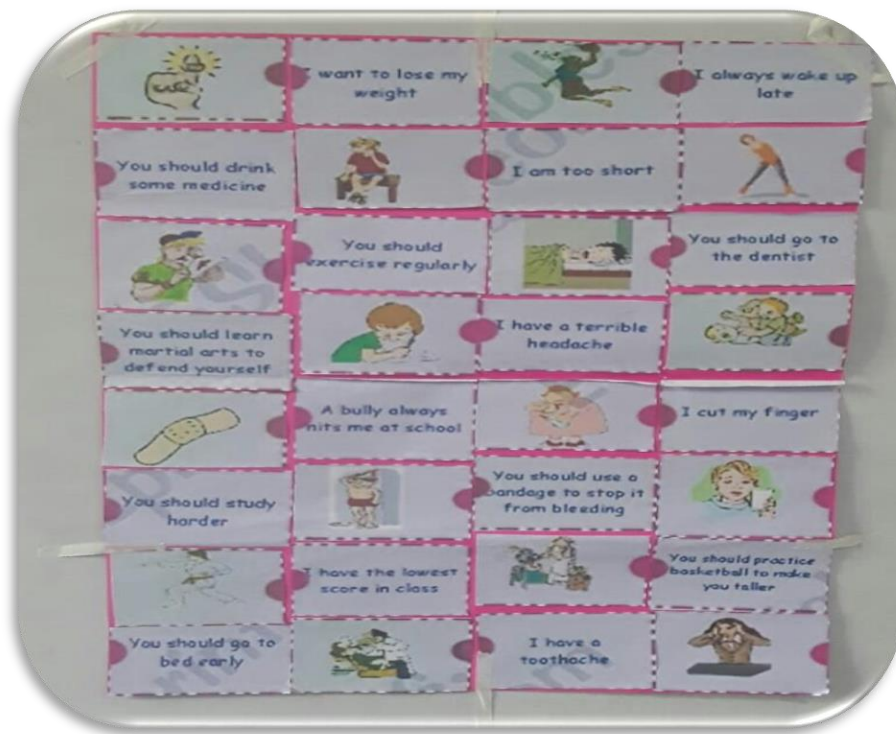 I want to lose my
weight
I always wake up
late
You should drink
some medicine
I am too short
You should
exercise regularly
You should go to
the dentist
You should learn
martial arts to
defend yourself
I have a terrible
headache
A bully always
hits me at school
I cut my finger
You should study
harder
You should use a
bandage to stop it
from bleeding
I have the lowest
score in class
You should practice
basketball to make
you taller
You should go to
bed early
I have a
toothache